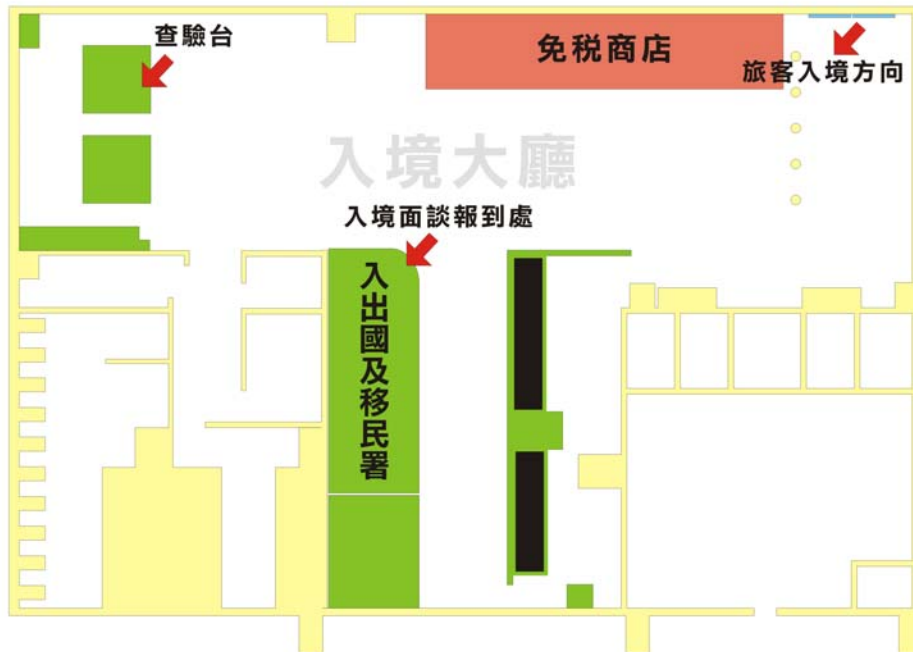 查驗台
免稅商店
旅客入境方向
入境大廳
入境面談報到處
入出國及移民署